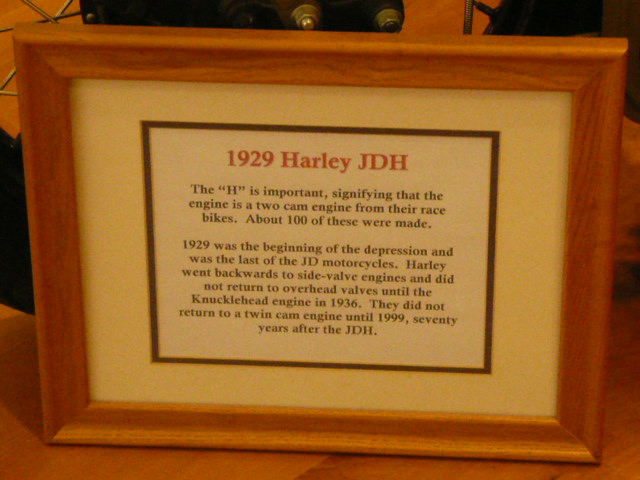 1929 Harley JDH
The “H” is important, signifying that the
engine is a two cam engine from their race
bikes. About 100 of these were made.
1929 was the beginning of the depression and
was the last of the JD motorcycles. Harley
went backwards to side-valve engines and did
not return to overhead valves until the
Knucklehead engine in 1936. They did not
return to a twin cam engine until 1999, seventy
years after the JDH.